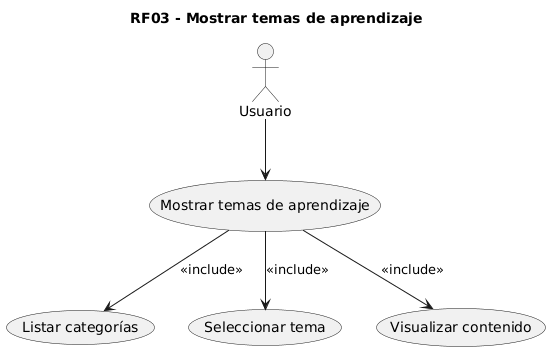 RF03 - Mostrar temas de aprendizaje
Usuario
Mostrar temas de aprendizaje
«include»
«include»
«include»
Listar categorías
Seleccionar tema
Visualizar contenido